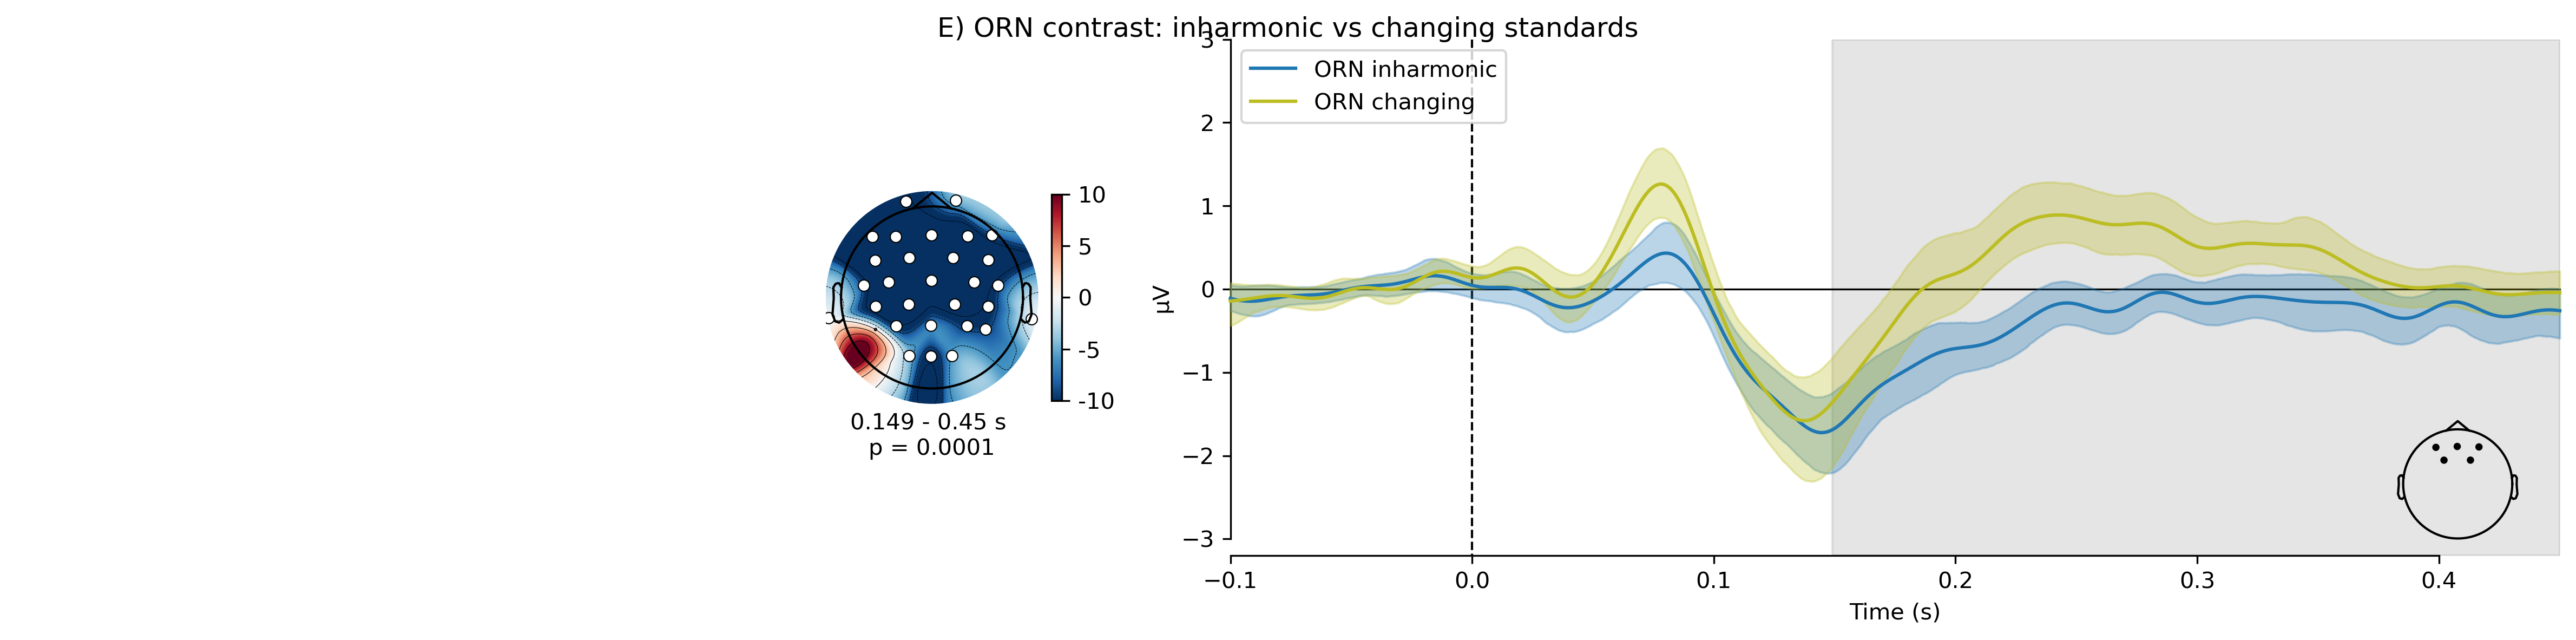 E) ORN contrast: inharmonic vs changing standards
10
5
0
-5
-10
0.149 - 0.45 s
p = 0.0001
ORN inharmonic
ORN changing
µV
3
2
1
0
−1
−2
−3
−0.1
0.0
0.1
0.2
0.3
0.4
Time (s)